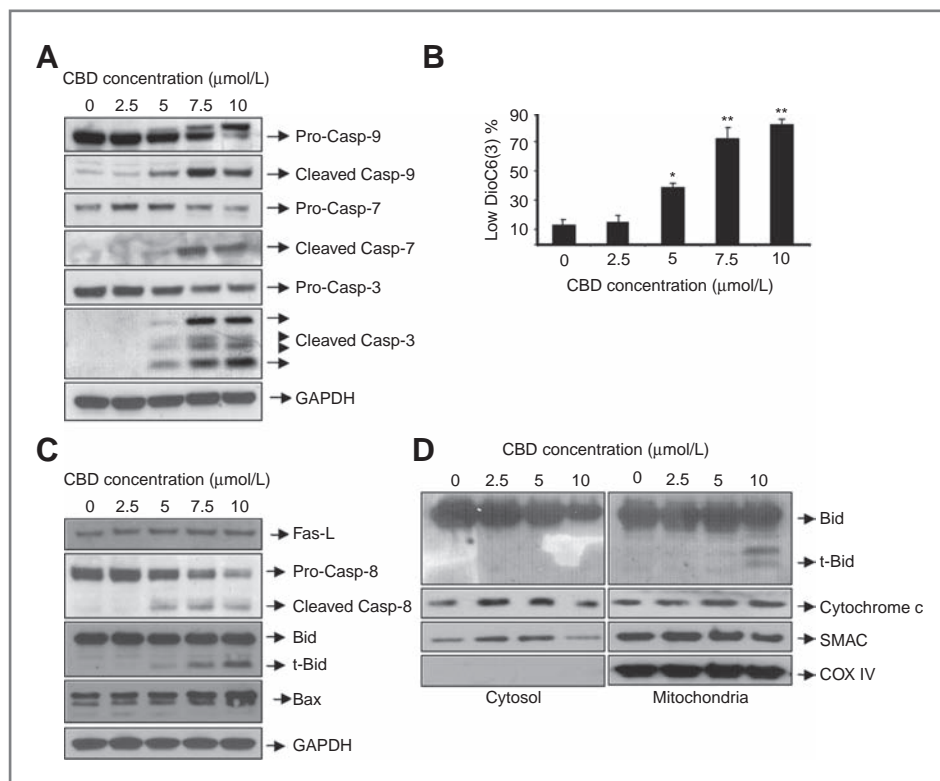 A
CBD concentration (μmol/L)
0 2.5 5 7.5 10
Pro-Casp-9
Cleaved Casp-9
Pro-Casp-7
Cleaved Casp-7
Pro-Casp-3
Cleaved Casp-3
GAPDH
B
Low DioC6(3) %
90
70
50
30
10
** 
**
*
0 2.5 5 7.5 10
CBD concentration (μmol/L)
C
CBD concentration (μmol/L)
0 2.5 5 7.5 10
Fas-L
Pro-Casp-8
Cleaved Casp-8
Bid
t-Bid
Bax
GAPDH
D
CBD concentration (μmol/L)
0 2.5 5 10 0 2.5 5 10
Bid
t-Bid
Cytochrome c
SMAC
COX IV
Cytosol Mitochondria